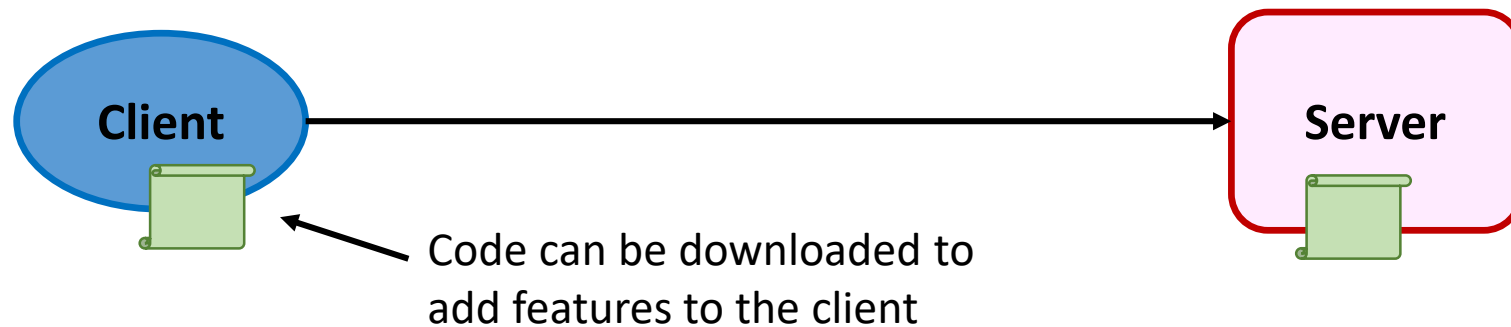 Client
Server
Code can be downloaded to
add features to the client